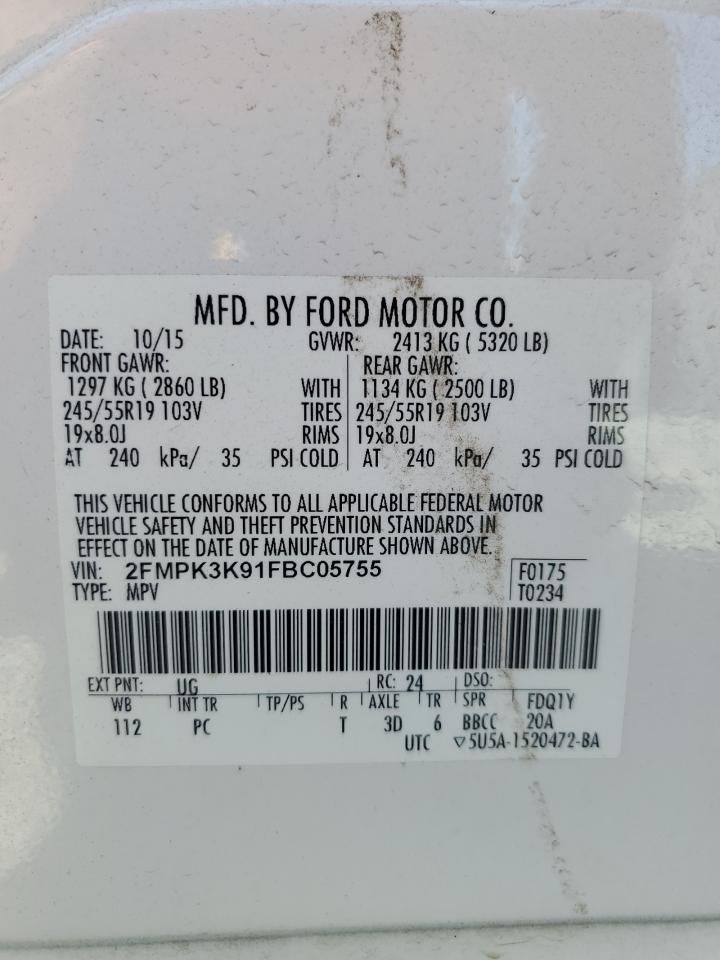 MFD. BY FORD MOTOR CO.
DATE: 10/15 GVWR: 2413 KG ( 5320 LB)
FRONT GAWR: REAR GAWR:
1297 KG ( 2860 LB) WITH 1134 KG ( 2500 LB) WITH
245/55R19 103V TIRES 245/55R19 103V TIRES
19x8.0J RIMS 19x8.0J RIMS
AT 240 kPa/ 35 PSI COLD AT 240 kPa/ 35 PSI COLD
THIS VEHICLE CONFORMS TO ALL APPLICABLE FEDERAL MOTOR
VEHICLE SAFETY AND THEFT PREVENTION STANDARDS IN
EFFECT ON THE DATE OF MANUFACTURE SHOWN ABOVE.
VIN: 2FMPK3K91FBC05755 F0175
TYPE: MPV T0234
EXT PNT: UG RC: 24 DSO:
WB INT TR TP/PS R AXLE TR SPR FDQ1Y
112 PC T 3D 6 BBCC 20A
UTC ▽5U5A-1520472-BA